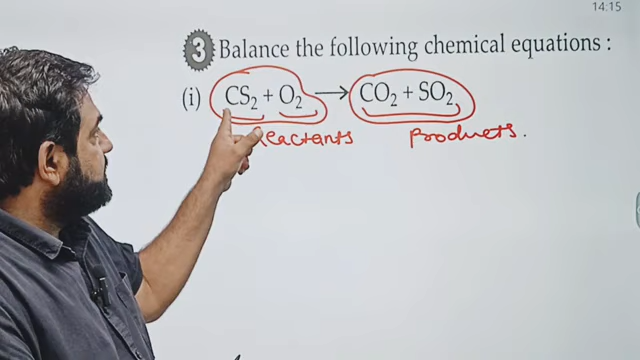 14:15
3 Balance the following chemical equations :
(i) CS₂ + O₂ → CO₂ + SO₂
Reactants Products.